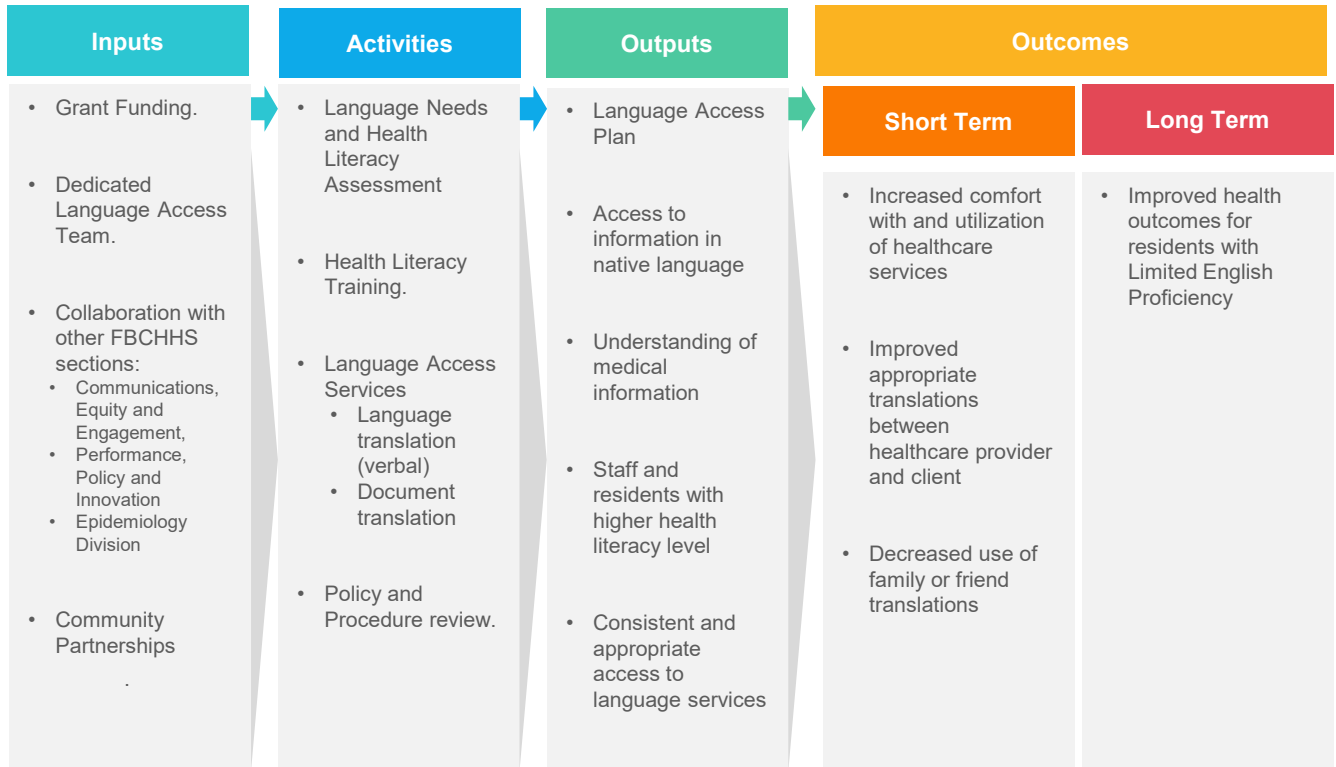 Inputs
• Grant Funding.
• Dedicated
Language Access
Team.
• Collaboration with
other FBCHHS
sections:
• Communications,
Equity and
Engagement,
• Performance,
Policy and
Innovation
• Epidemiology
Division
• Community
Partnerships
.
Activities
• Language Needs
and Health
Literacy
Assessment
• Health Literacy
Training.
• Language Access
Services
• Language
translation
(verbal)
• Document
translation
• Policy and
Procedure review.
Outputs
• Language Access
Plan
• Access to
information in
native language
• Understanding of
medical
information
• Staff and
residents with
higher health
literacy level
• Consistent and
appropriate
access to
language services
Outcomes
Short Term
• Increased comfort
with and utilization
of healthcare
services
• Improved
appropriate
translations
between
healthcare provider
and client
• Decreased use of
family or friend
translations
Long Term
• Improved health
outcomes for
residents with
Limited English
Proficiency